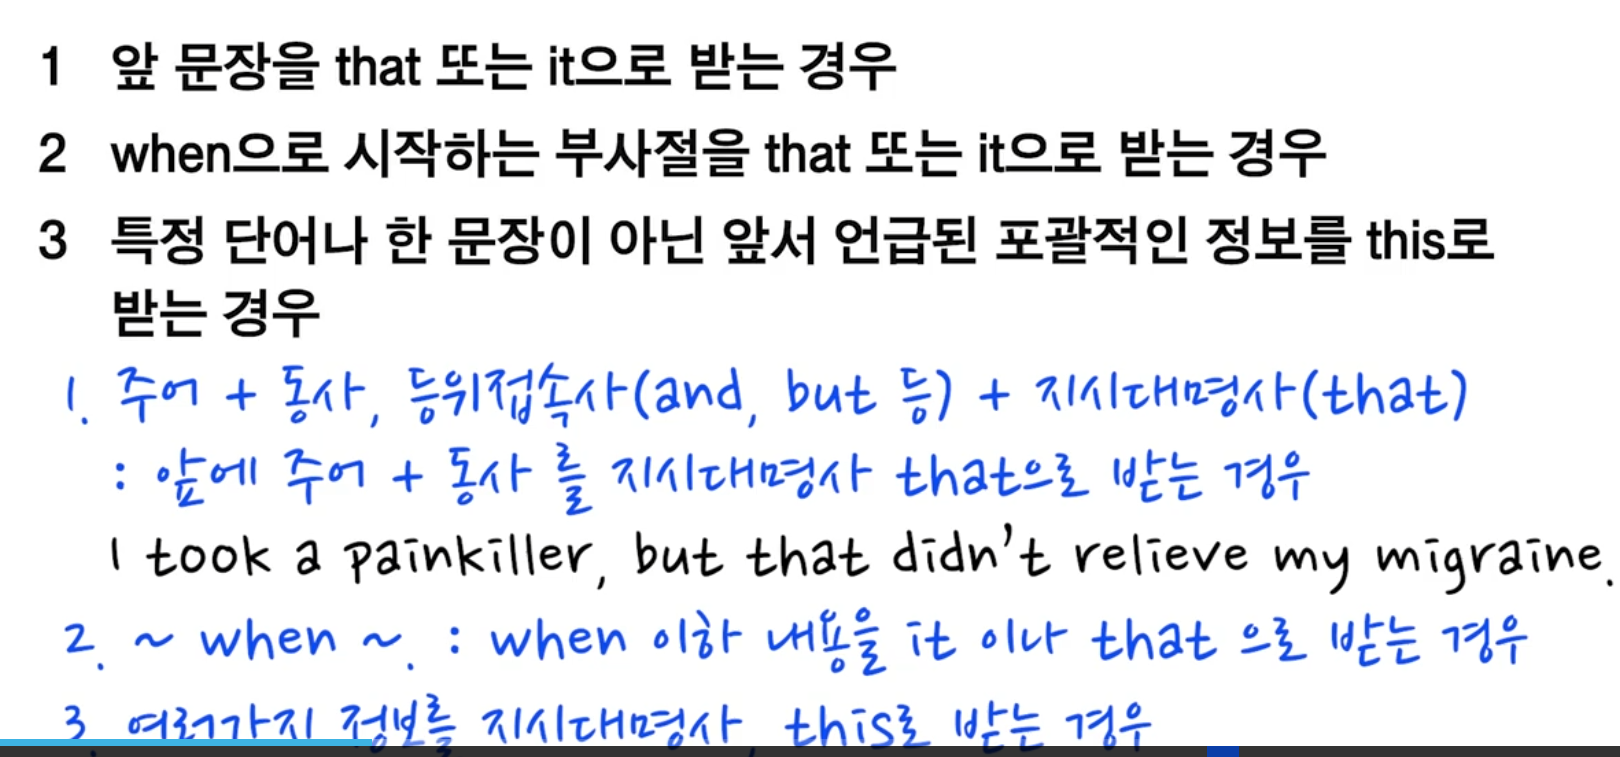 1 앞 문장을 that 또는 it으로 받는 경우
2 when으로 시작하는 부사절을 that 또는 it으로 받는 경우
3 특정 단어나 한 문장이 아닌 앞서 언급된 포괄적인 정보를 this로
받는 경우
1. 주어 + 동사, 등위접속사(and, but 등) + 지시대명사(that)
: 앞에 주어 + 동사 를 지시대명사 that으로 받는 경우
I took a painkiller, but that didn't relieve my migraine.
2. ~ when ~. : when 이하 내용을 it 이나 that 으로 받는 경우
3. 여러가지 정보를 지시대명사, this로 받는 경우